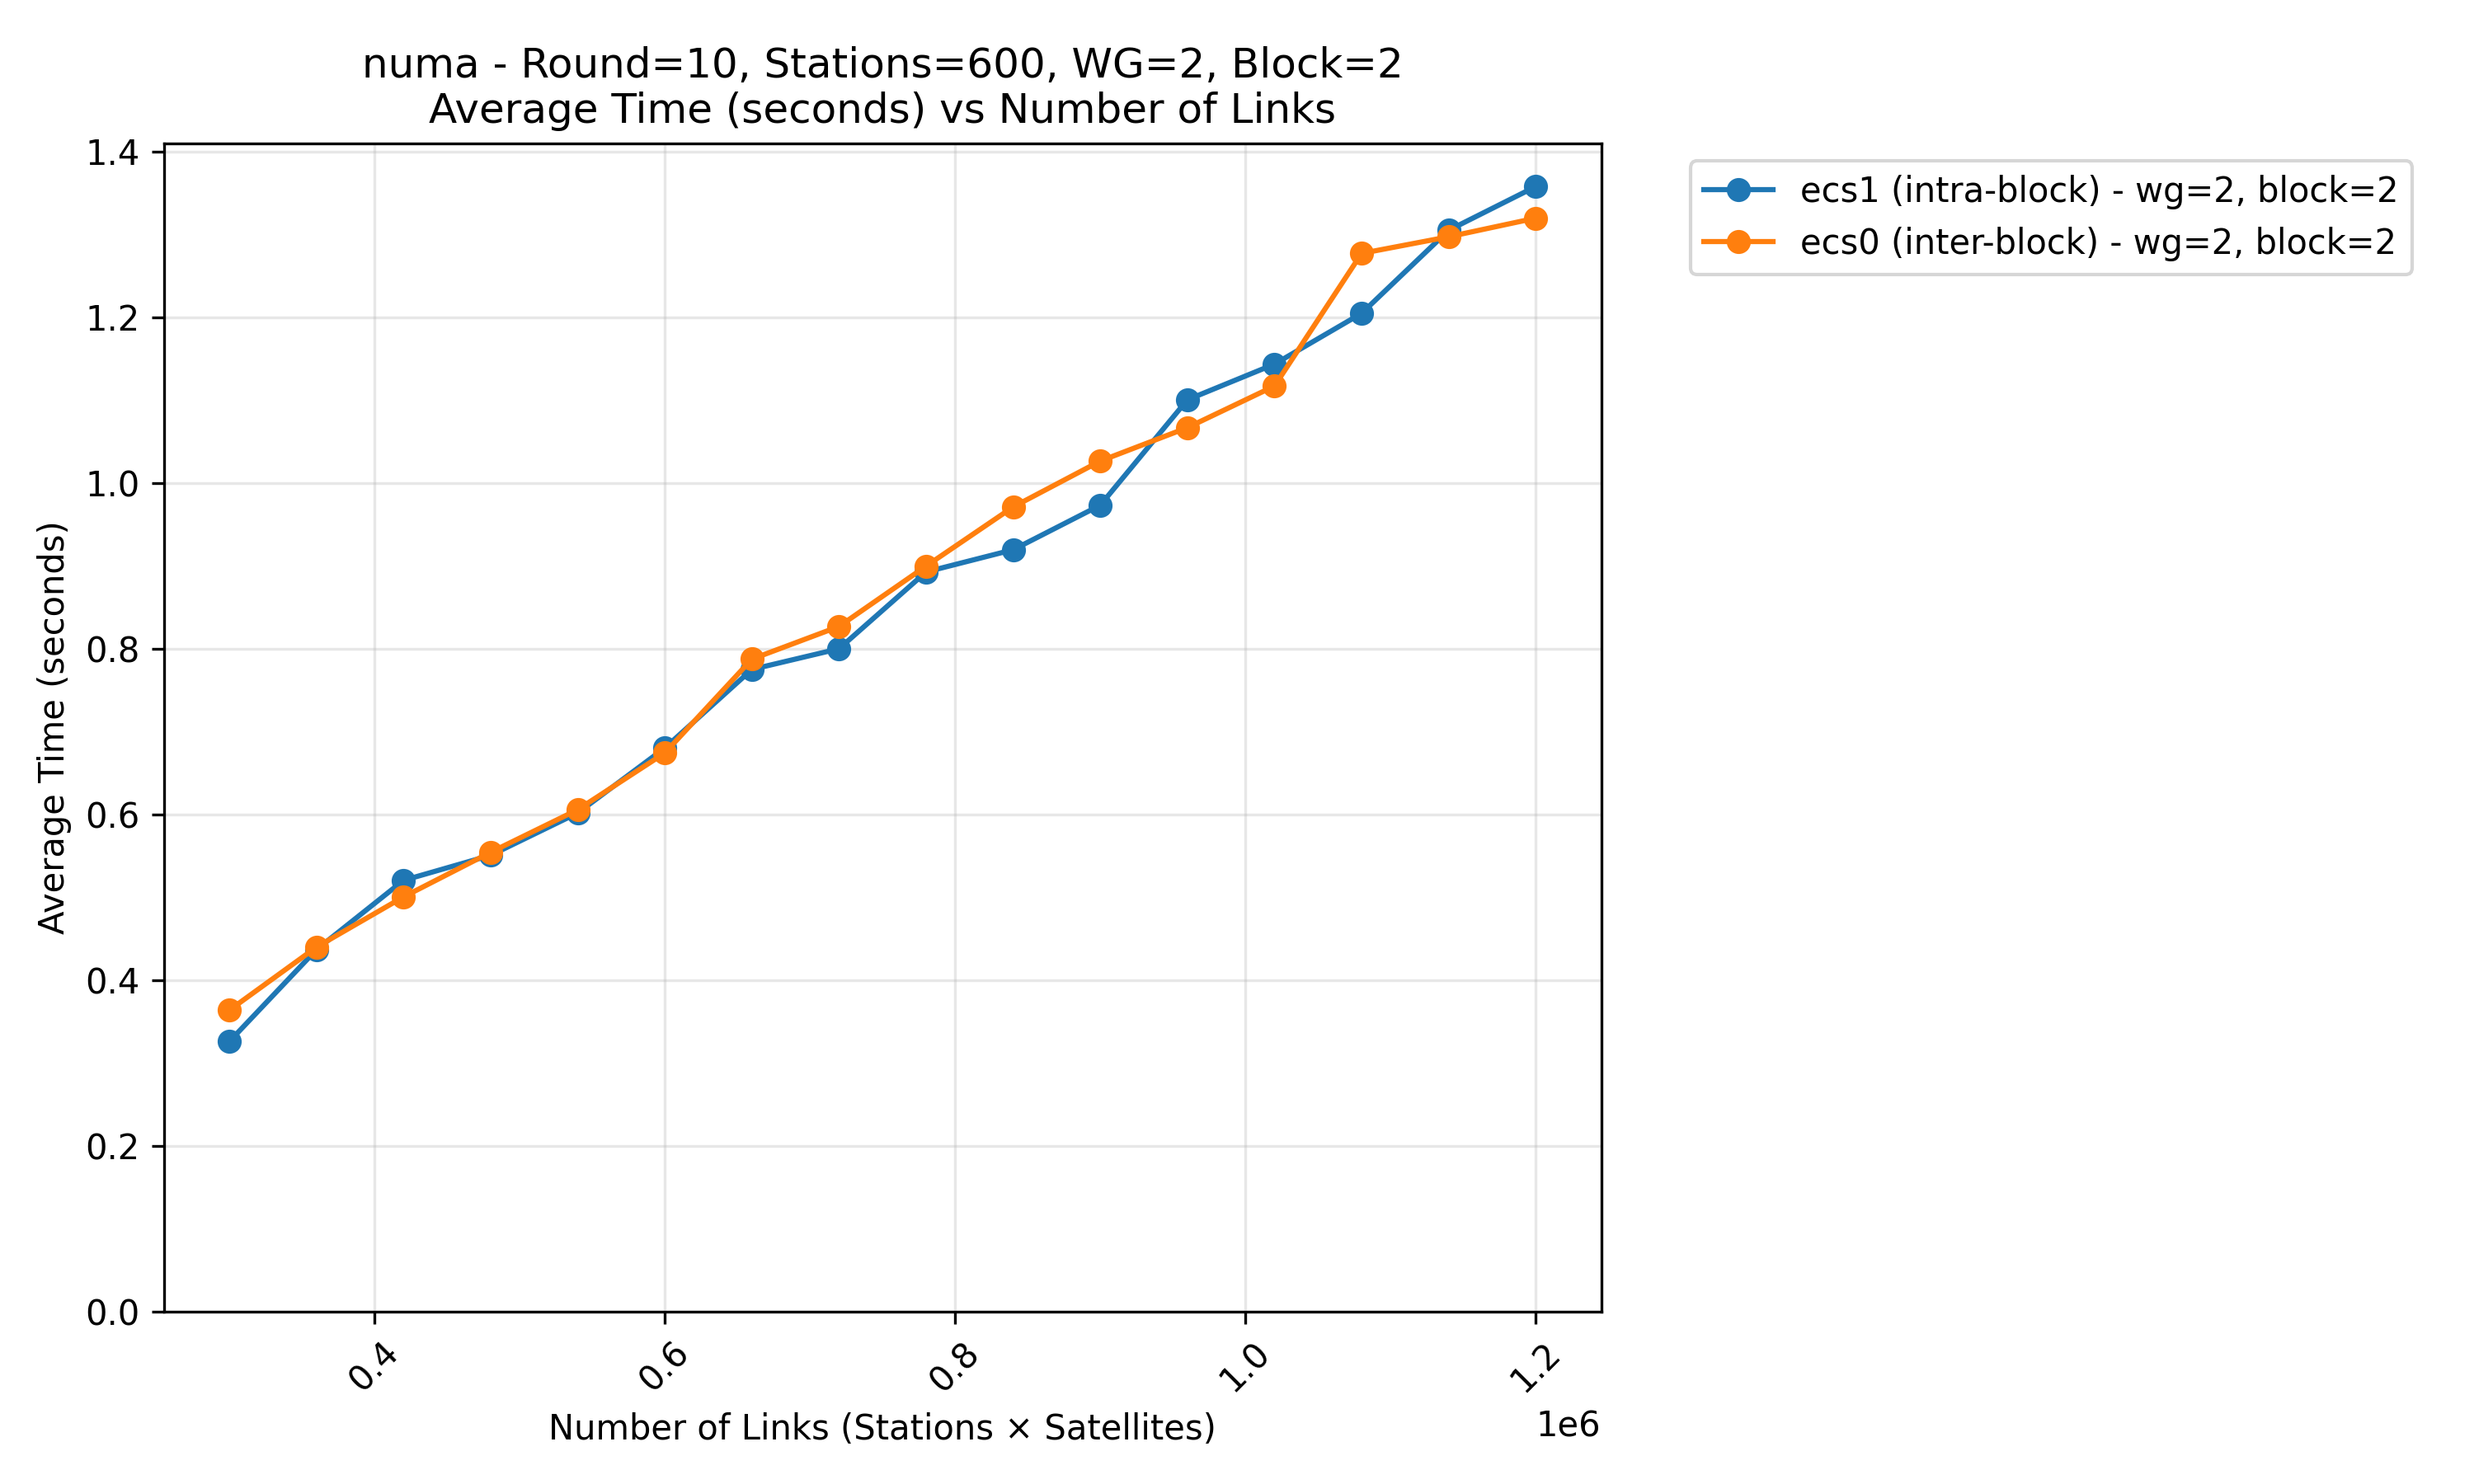 numa - Round=10, Stations=600, WG=2, Block=2
Average Time (seconds) vs Number of Links
1.4
1.2
1.0
0.8
0.6
0.4
0.2
0.0
Average Time (seconds)
0.4
0.6
0.8
1.0
1.2
1e6
Number of Links (Stations × Satellites)
ecs1 (intra-block) - wg=2, block=2
ecs0 (inter-block) - wg=2, block=2